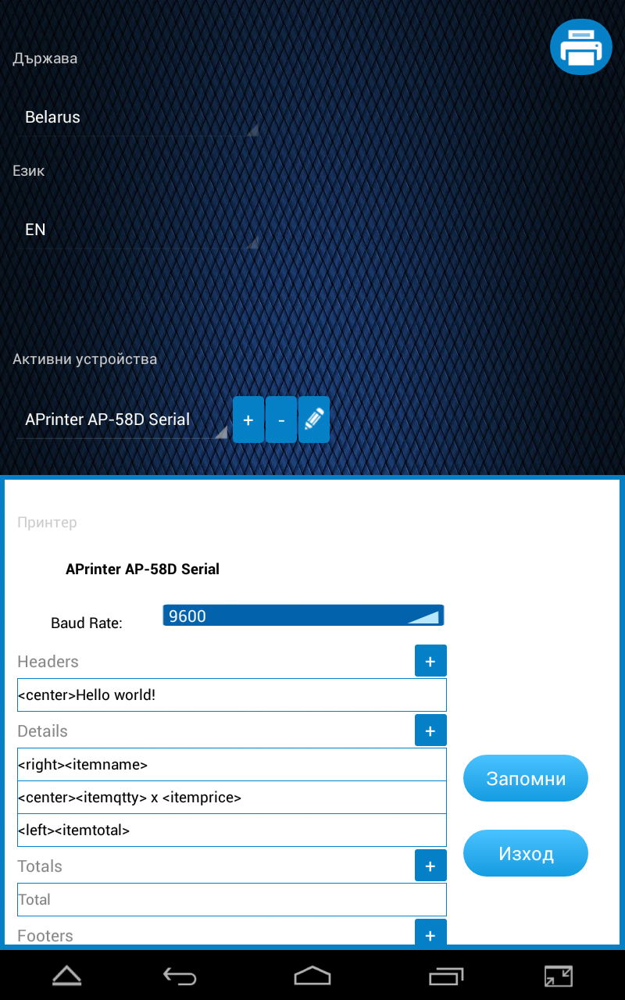 Държава
Belarus
Език
EN
Активни устройства
APrinter AP-58D Serial
+ -
Принтер
APrinter AP-58D Serial
Baud Rate: 9600
Headers +
<center>Hello world!
Details +
<right><itemname>
<center><itemqtty> x <itemprice>
<left><itemtotal>
Запомни
Изход
Totals +
Total
Footers +